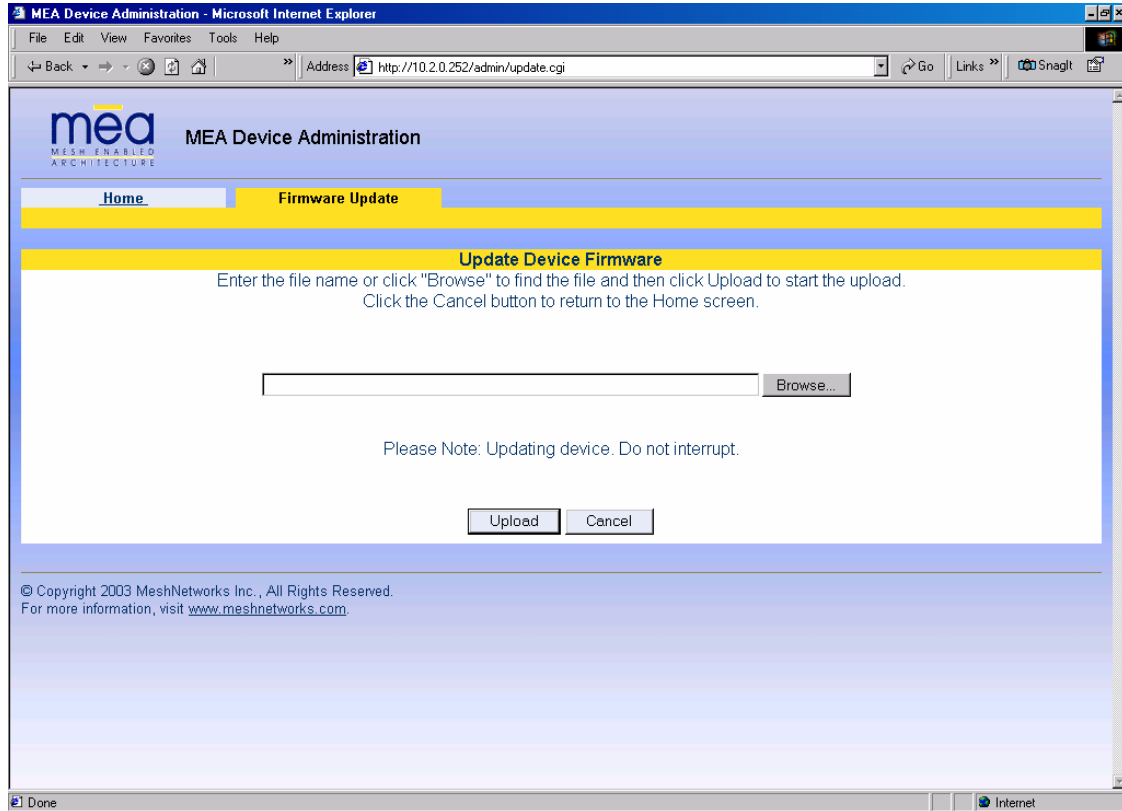 MEA Device Administration - Microsoft Internet Explorer
File Edit View Favorites Tools Help
Back » Address http://10.2.0.252/admin/update.cgi Go Links » SnagIt
mēa
MESH ENABLED
ARCHITECTURE
MEA Device Administration
Home Firmware Update
Update Device Firmware
Enter the file name or click "Browse" to find the file and then click Upload to start the upload.
Click the Cancel button to return to the Home screen.
Browse...
Please Note: Updating device. Do not interrupt.
Upload Cancel
© Copyright 2003 MeshNetworks Inc., All Rights Reserved.
For more information, visit www.meshnetworks.com.
Done Internet